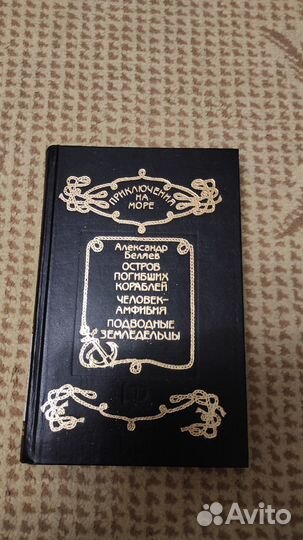 ПРИКЛЮЧЕНИЯ
НА
МОРЕ
Александр
Беляев
ОСТРОВ
ПОГИБШИХ
КОРАБЛЕЙ
ЧЕЛОВЕК-
АМФИБИЯ
ПОДВОДНЫЕ
ЗЕМЛЕДЕЛЬЦЫ
Avito